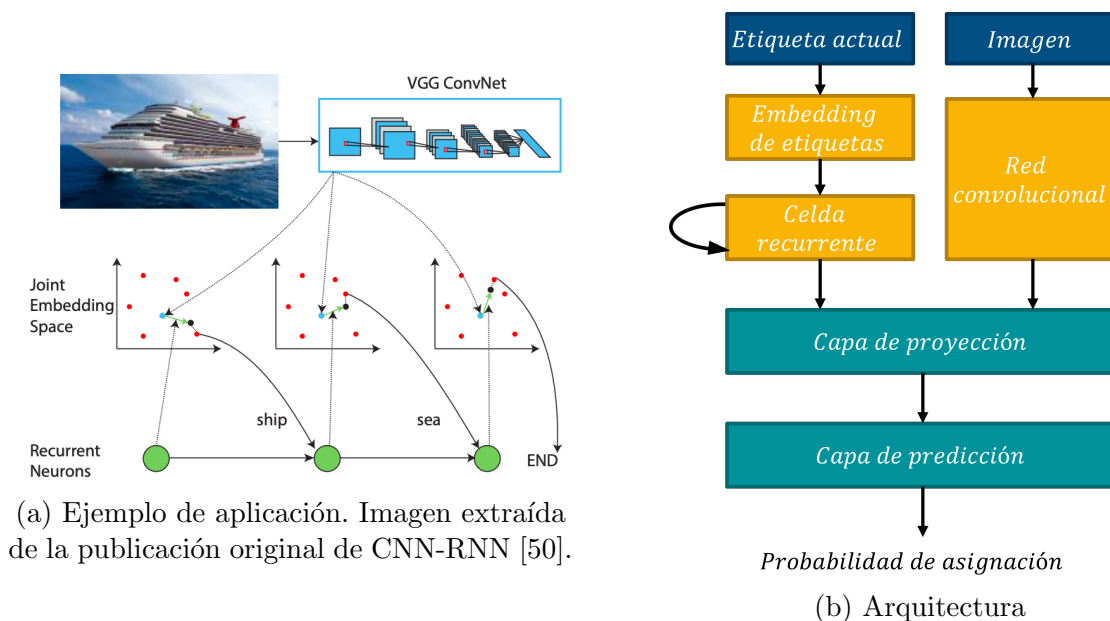 VGG ConvNet
Joint
Embedding
Space
ship
sea
Recurrent
Neurons
END
(a) Ejemplo de aplicación. Imagen extraída
de la publicación original de CNN-RNN [50].
Etiqueta actual
Imagen
Embedding
de etiquetas
Red
convolucional
Celda
recurrente
Capa de proyección
Capa de predicción
Probabilidad de asignación
(b) Arquitectura